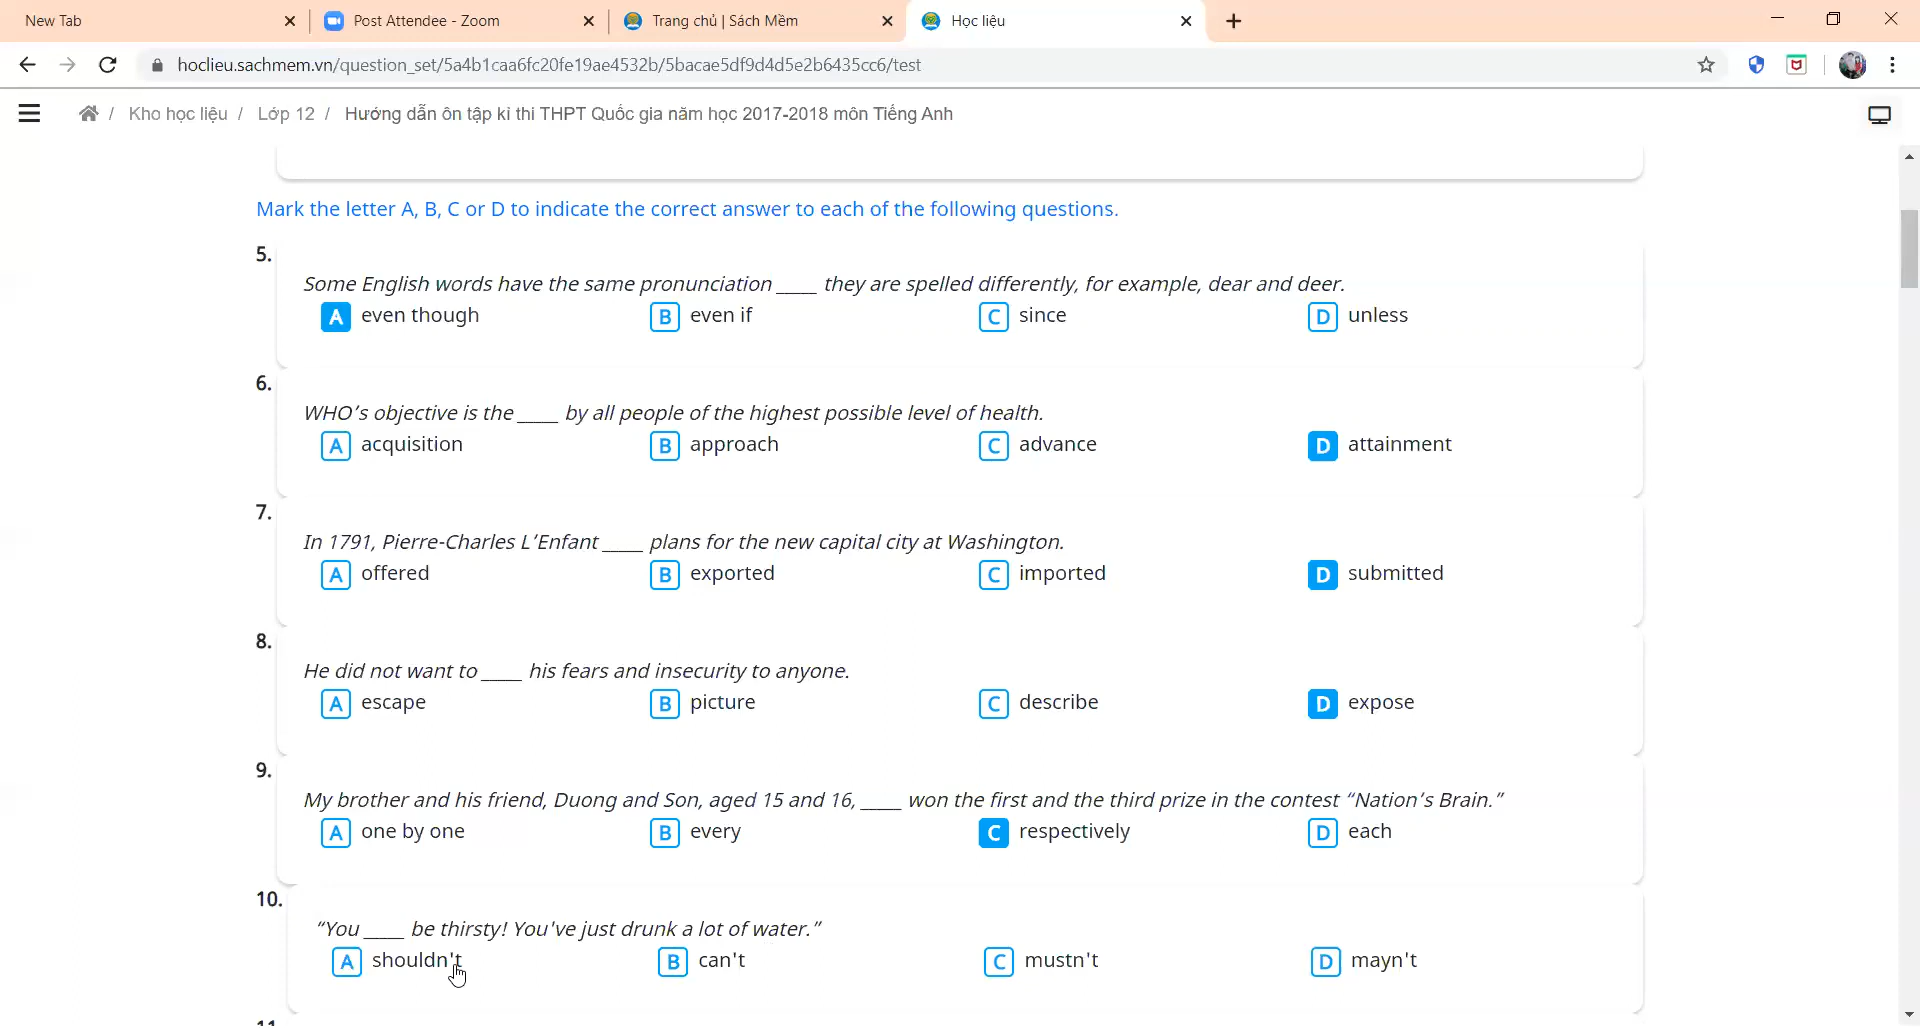 New Tab
Post Attendee - Zoom
Trang chủ | Sách Mềm
Học liệu
hoclieu.sachmem.vn/question_set/5a4b1caa6fc20fe19ae4532b/5bacae5df9d4d5e2b6435cc6/test
/ Kho học liệu / Lớp 12 / Hướng dẫn ôn tập kì thi THPT Quốc gia năm học 2017-2018 môn Tiếng Anh
Mark the letter A, B, C or D to indicate the correct answer to each of the following questions.
5.
Some English words have the same pronunciation _____ they are spelled differently, for example, dear and deer.
A even though B even if C since D unless
6.
WHO’s objective is the _____ by all people of the highest possible level of health.
A acquisition B approach C advance D attainment
7.
In 1791, Pierre-Charles L’Enfant _____ plans for the new capital city at Washington.
A offered B exported C imported D submitted
8.
He did not want to _____ his fears and insecurity to anyone.
A escape B picture C describe D expose
9.
My brother and his friend, Duong and Son, aged 15 and 16, _____ won the first and the third prize in the contest “Nation’s Brain.”
A one by one B every C respectively D each
10.
“You _____ be thirsty! You've just drunk a lot of water.”
A shouldn't B can't C mustn't D mayn't
11